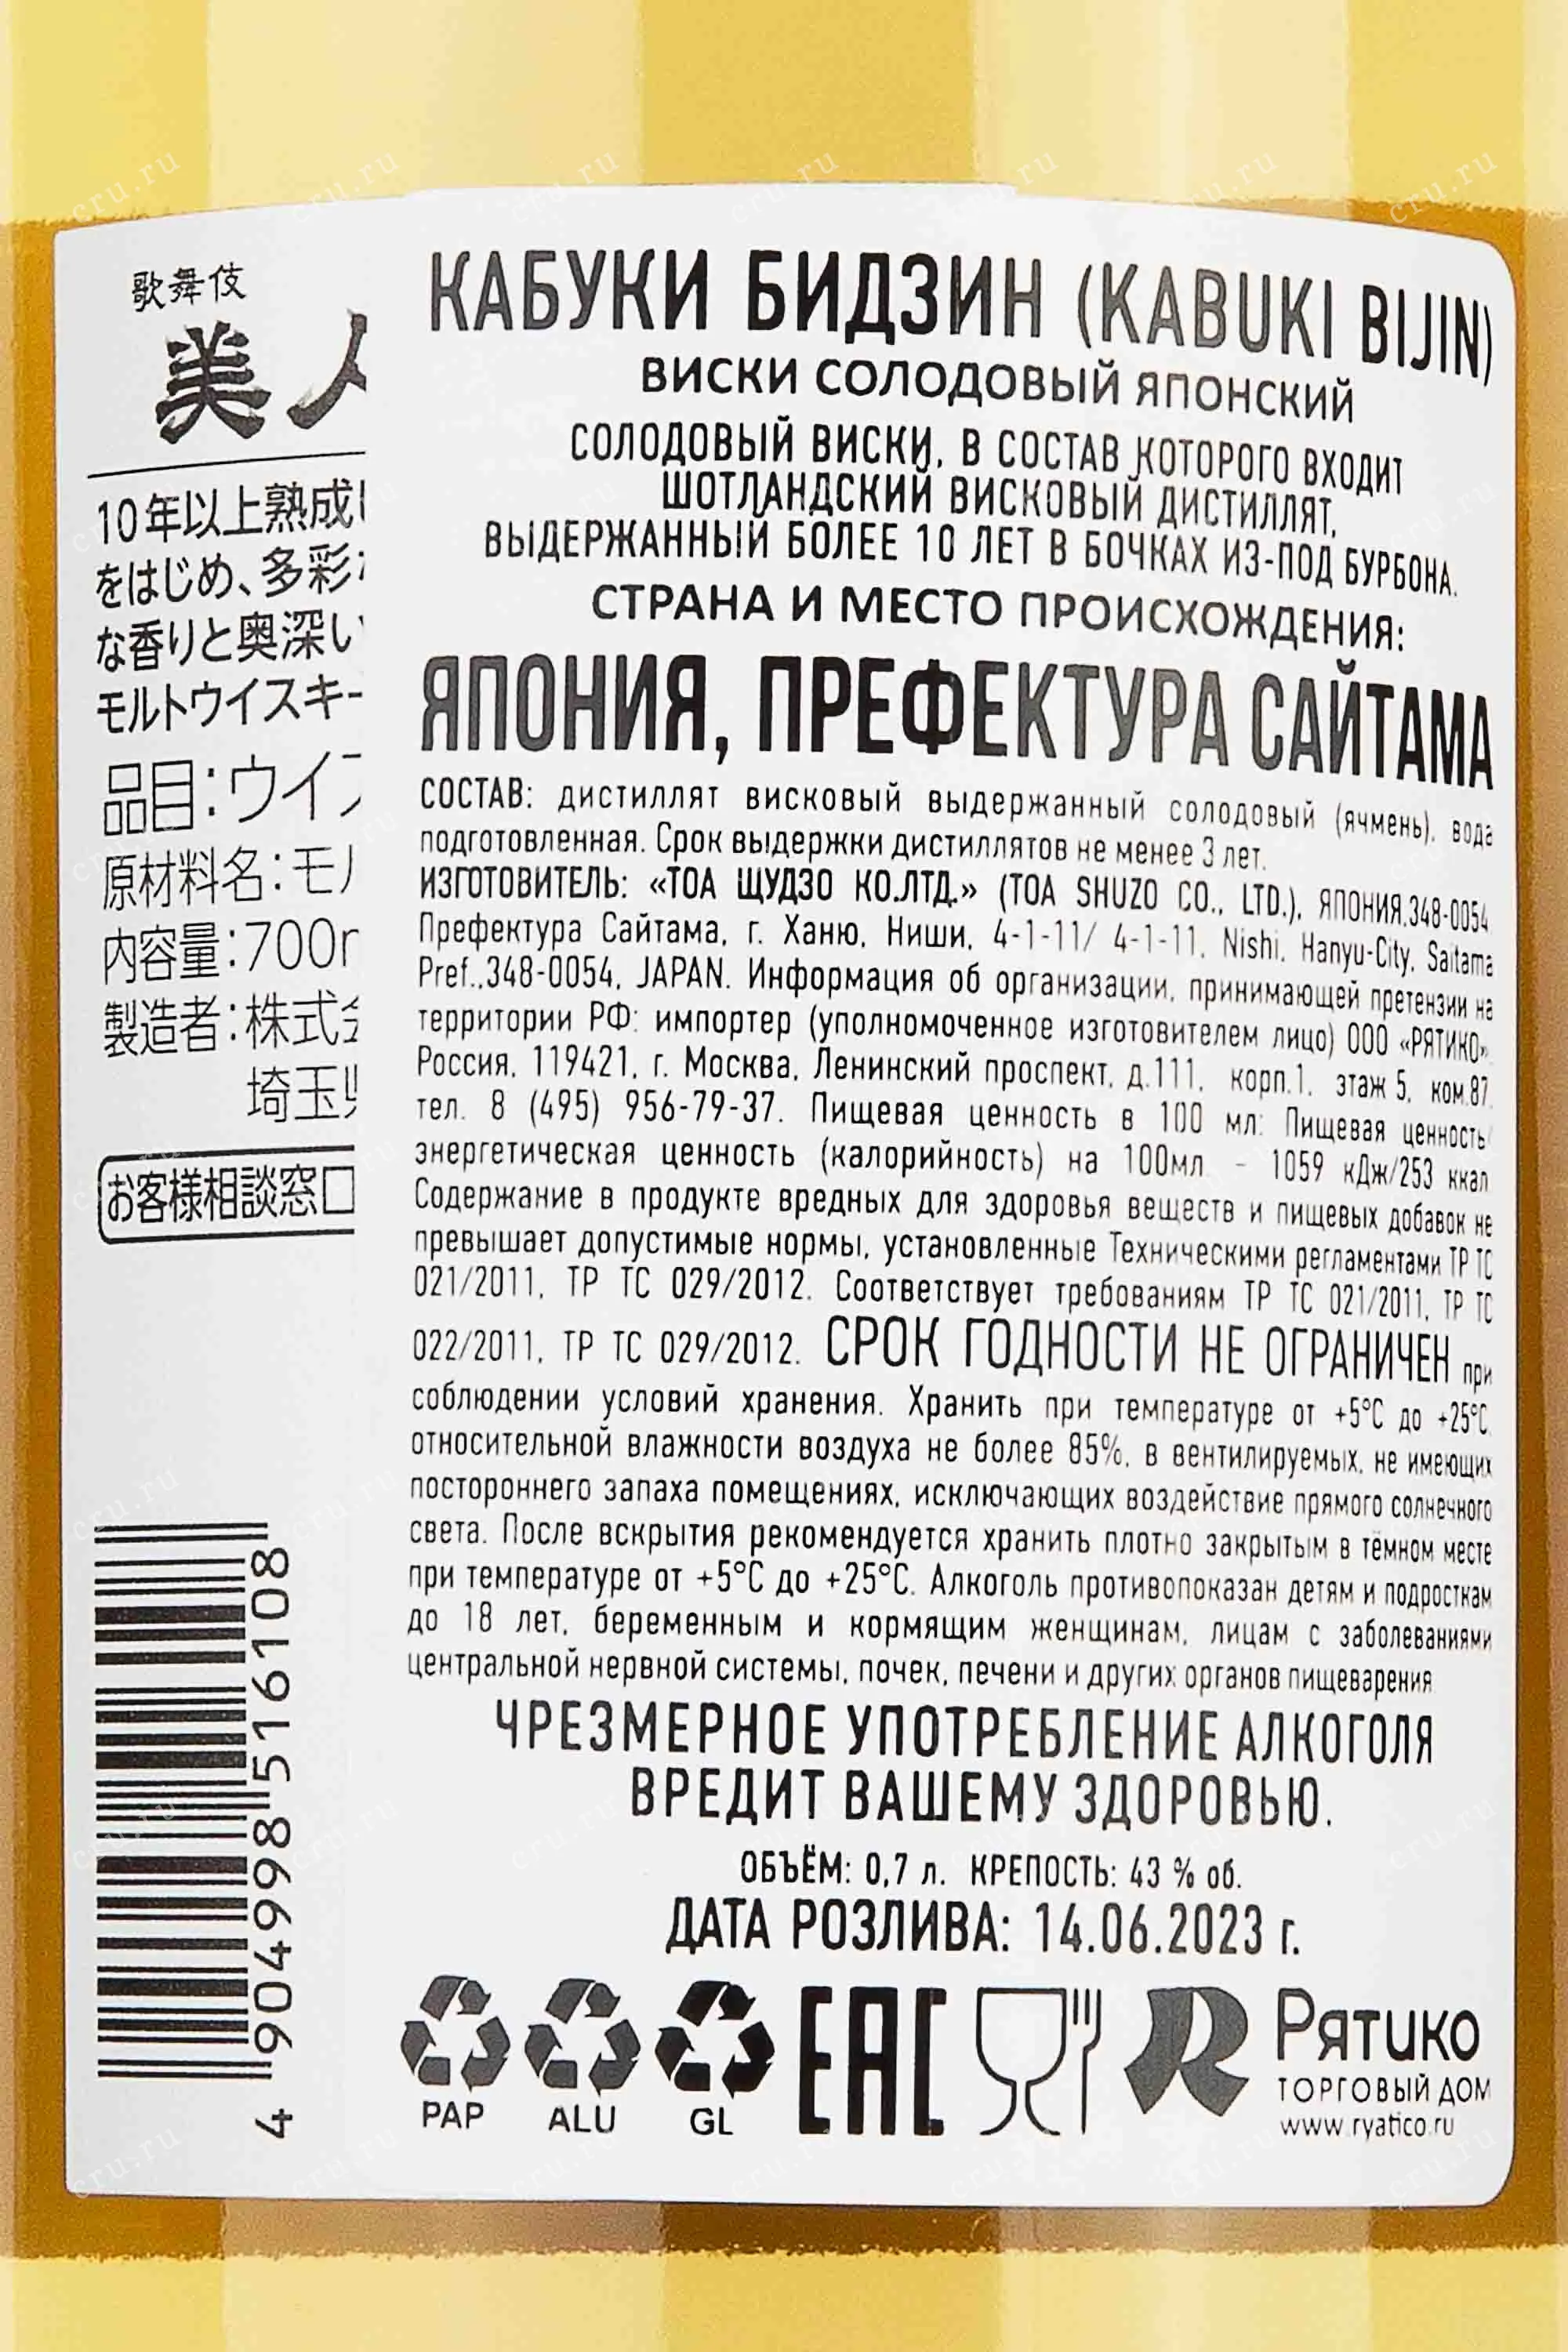 歌舞伎
美人
10年以上熟成
をはじめ、多彩
な香りと奥深い
モルトウイスキー
品目:ウイス
原材料名:モル
内容量:700m
製造者:株式会
埼玉県
お客様相談窓口
4 904998 516108
КАБУКИ БИДЗИН (KABUKI BIJIN)
ВИСКИ СОЛОДОВЫЙ ЯПОНСКИЙ
СОЛОДОВЫЙ ВИСКИ, В СОСТАВ КОТОРОГО ВХОДИТ
ШОТЛАНДСКИЙ ВИСКОВЫЙ ДИСТИЛЛЯТ,
ВЫДЕРЖАННЫЙ БОЛЕЕ 10 ЛЕТ В БОЧКАХ ИЗ-ПОД БУРБОНА.
СТРАНА И МЕСТО ПРОИСХОЖДЕНИЯ:
ЯПОНИЯ, ПРЕФЕКТУРА САЙТАМА
СОСТАВ: дистиллят висковый выдержанный солодовый (ячмень), вода
подготовленная. Срок выдержки дистиллятов не менее 3 лет.
ИЗГОТОВИТЕЛЬ: «ТОА ЩУДЗО КО.ЛТД.» (TOA SHUZO CO., LTD.), ЯПОНИЯ,348-0054
Префектура Сайтама, г. Ханю, Ниши, 4-1-11/ 4-1-11, Nishi, Hanyu-City, Saitama
Pref.,348-0054, JAPAN. Информация об организации, принимающей претензии на
территории РФ: импортер (уполномоченное изготовителем лицо) ООО «РЯТИКО»,
Россия, 119421, г. Москва, Ленинский проспект, д.111, корп.1, этаж 5, ком.87,
тел. 8 (495) 956-79-37. Пищевая ценность в 100 мл: Пищевая ценность/
энергетическая ценность (калорийность) на 100мл - 1059 кДж/253 ккал
Содержание в продукте вредных для здоровья веществ и пищевых добавок не
превышает допустимые нормы, установленные Техническими регламентами ТР ТС
021/2011, ТР ТС 029/2012. Соответствует требованиям ТР ТС 021/2011, ТР ТС
022/2011, ТР ТС 029/2012. СРОК ГОДНОСТИ НЕ ОГРАНИЧЕН при
соблюдении условий хранения. Хранить при температуре от +5°С до +25°С,
относительной влажности воздуха не более 85%, в вентилируемых, не имеющих
постороннего запаха помещениях, исключающих воздействие прямого солнечного
света. После вскрытия рекомендуется хранить плотно закрытым в тёмном месте
при температуре от +5°С до +25°С. Алкоголь противопоказан детям и подросткам
до 18 лет, беременным и кормящим женщинам, лицам с заболеваниями
центральной нервной системы, почек, печени и других органов пищеварения
ЧРЕЗМЕРНОЕ УПОТРЕБЛЕНИЕ АЛКОГОЛЯ
ВРЕДИТ ВАШЕМУ ЗДОРОВЬЮ.
ОБЪЁМ: 0,7 л. КРЕПОСТЬ: 43 % об.
ДАТА РОЗЛИВА: 14.06.2023 г.
PAP ALU GL EAC Рятико
ТОРГОВЫЙ ДОМ
www.ryatico.ru
cru.ru